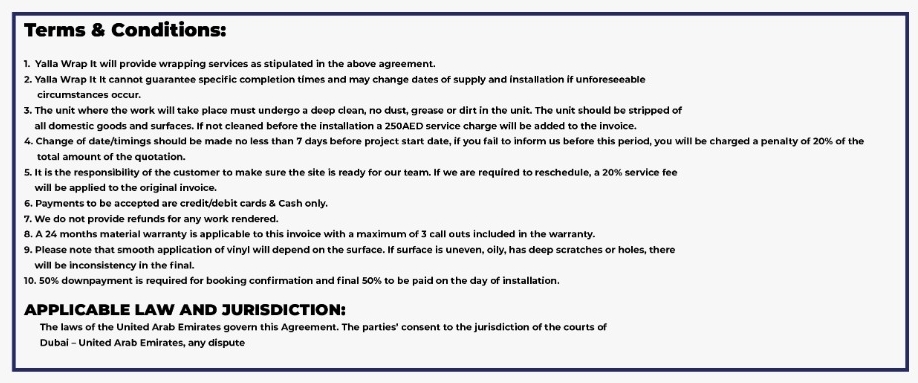 Terms & Conditions:
1. Yalla Wrap It will provide wrapping services as stipulated in the above agreement.
2. Yalla Wrap It It cannot guarantee specific completion times and may change dates of supply and installation if unforeseeable
circumstances occur.
3. The unit where the work will take place must undergo a deep clean, no dust, grease or dirt in the unit. The unit should be stripped of
all domestic goods and surfaces. If not cleaned before the installation a 250AED service charge will be added to the invoice.
4. Change of date/timings should be made no less than 7 days before project start date, if you fail to inform us before this period, you will be charged a penalty of 20% of the
total amount of the quotation.
5. It is the responsibility of the customer to make sure the site is ready for our team. If we are required to reschedule, a 20% service fee
will be applied to the original invoice.
6. Payments to be accepted are credit/debit cards & Cash only.
7. We do not provide refunds for any work rendered.
8. A 24 months material warranty is applicable to this invoice with a maximum of 3 call outs included in the warranty.
9. Please note that smooth application of vinyl will depend on the surface. If surface is uneven, oily, has deep scratches or holes, there
will be inconsistency in the final.
10. 50% downpayment is required for booking confirmation and final 50% to be paid on the day of installation.
APPLICABLE LAW AND JURISDICTION:
The laws of the United Arab Emirates govern this Agreement. The parties' consent to the jurisdiction of the courts of
Dubai – United Arab Emirates, any dispute